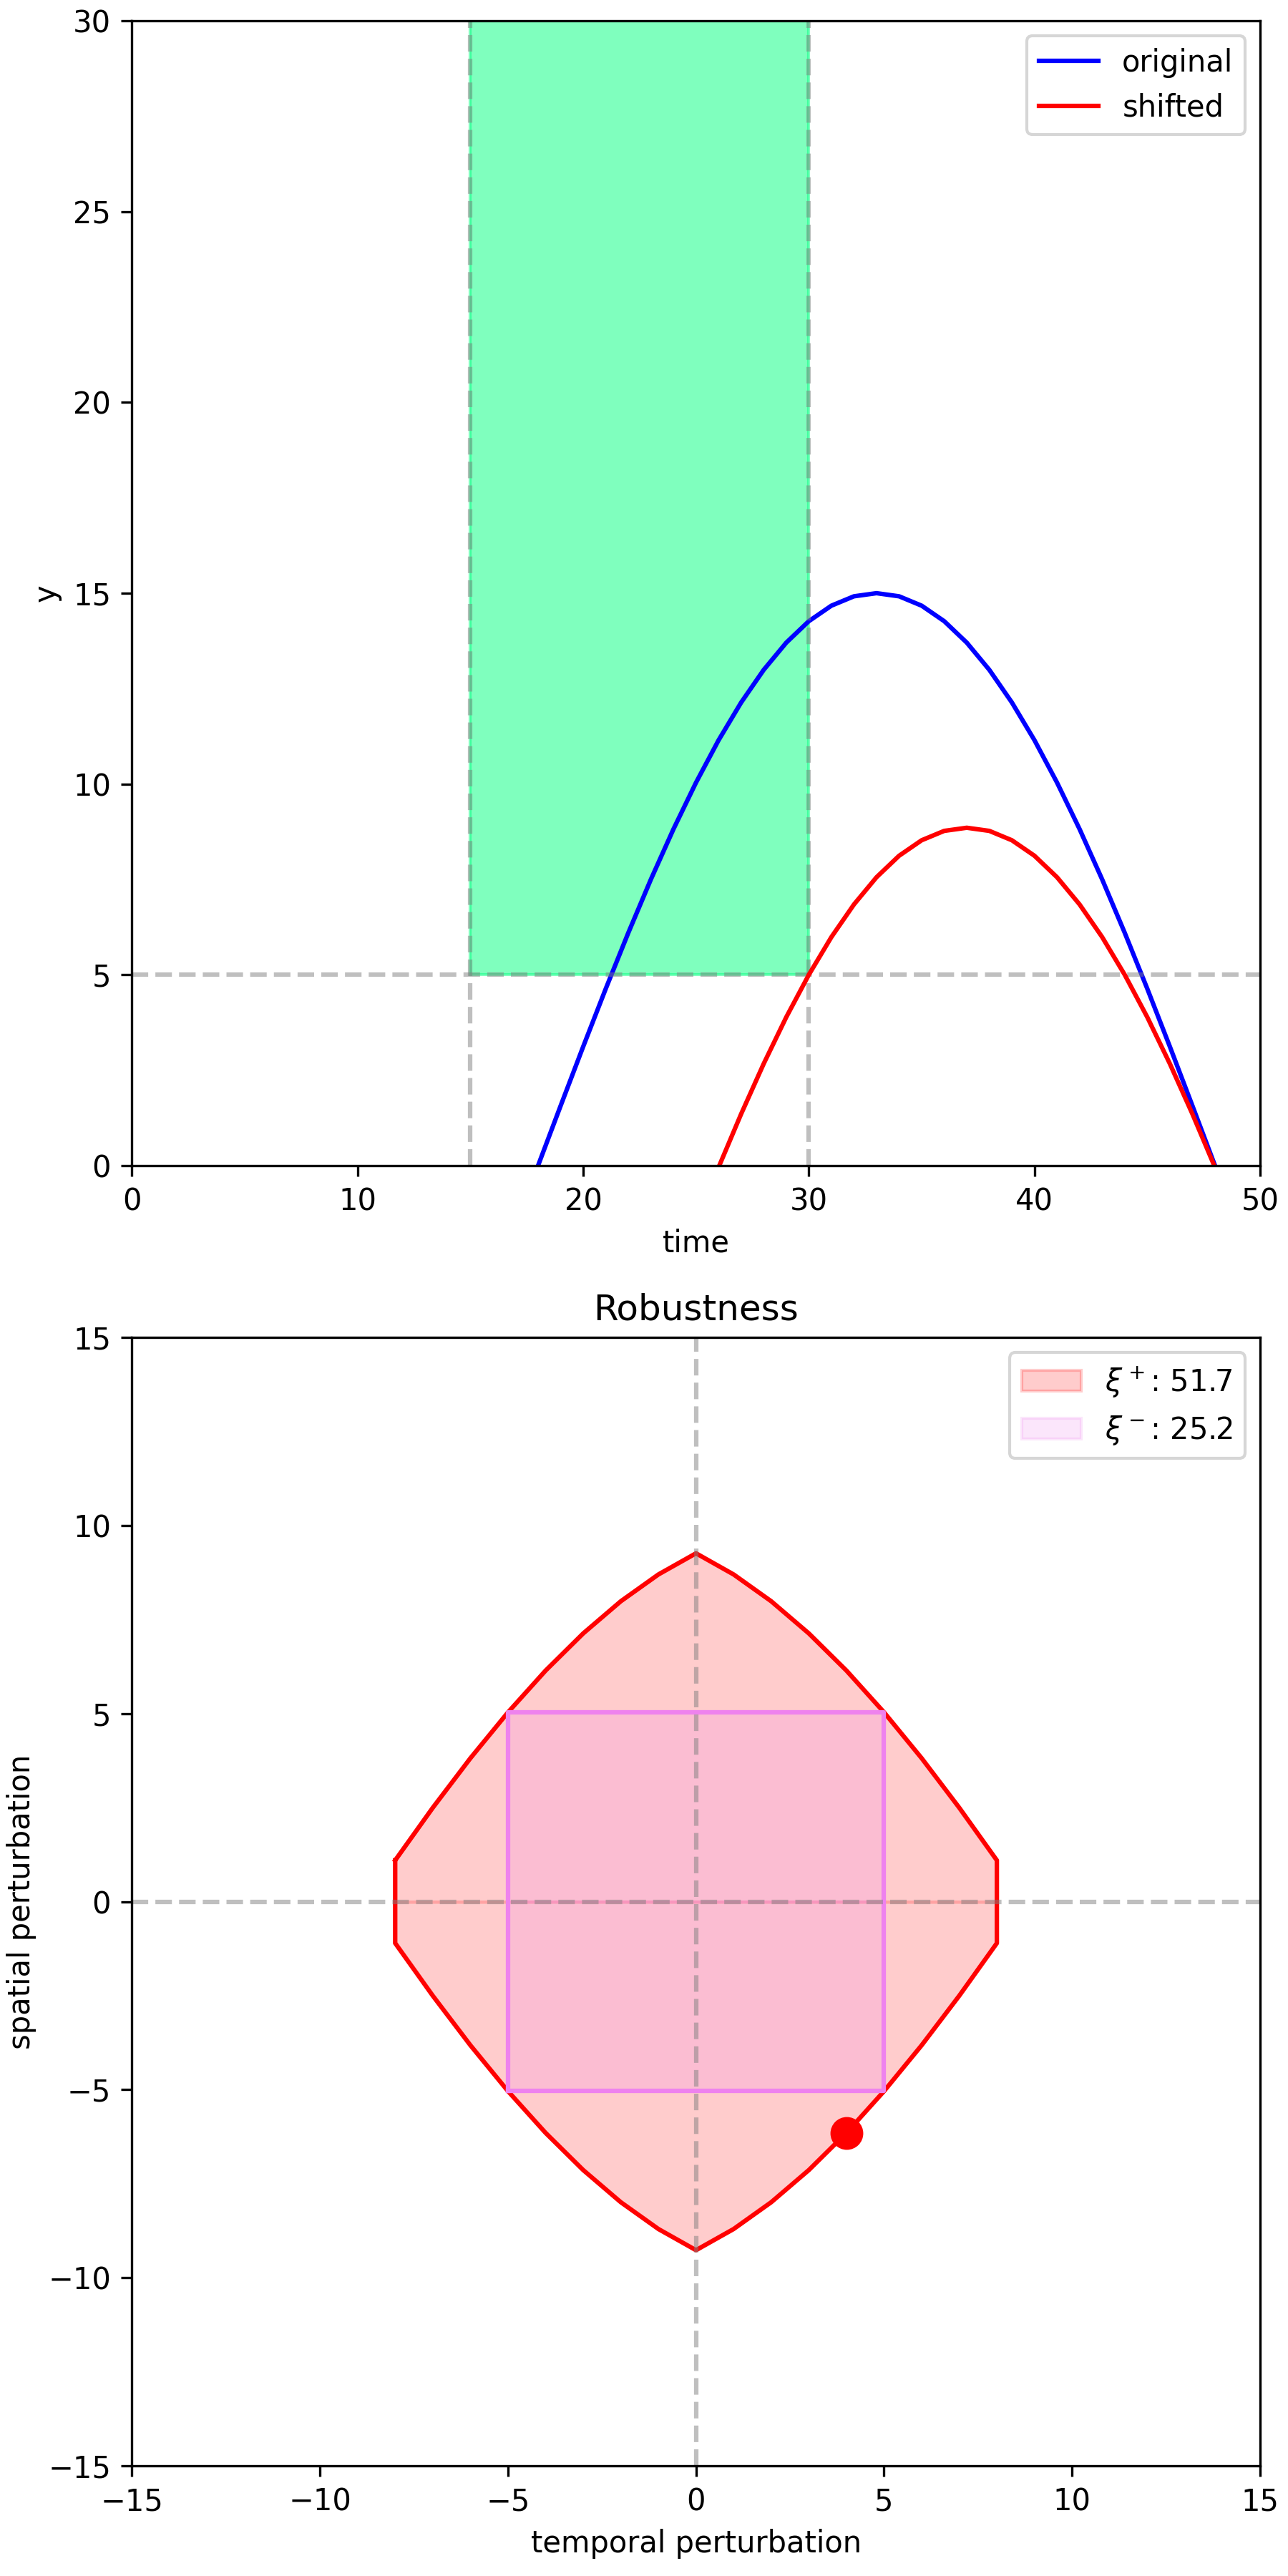 30
25
20
15
10
5
0
y
original
shifted
0 10 20 30 40 50
time
Robustness
15
10
5
0
−5
−10
−15
spatial perturbation
ξ⁺: 51.7
ξ⁻: 25.2
−15 −10 −5 0 5 10 15
temporal perturbation